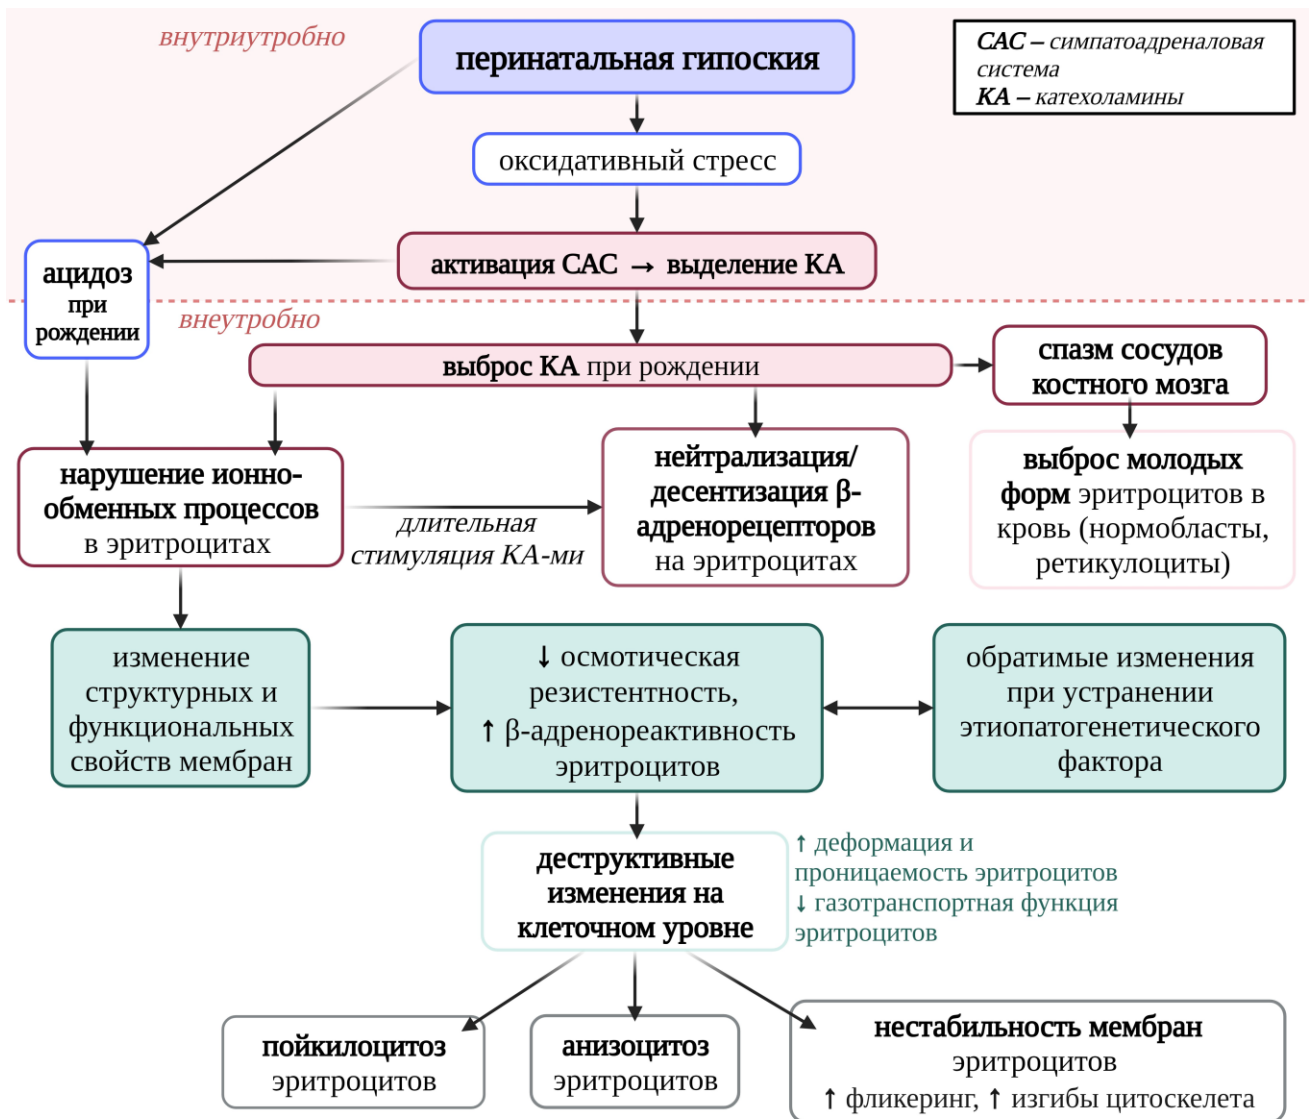 внутриутробно
перинатальная гипоския
САС – симпатоадреналовая
система
КА – катехоламины
оксидативный стресс
активация САС → выделение КА
ацидоз
при
рождении
внеутробно
выброс КА при рождении
спазм сосудов
костного мозга
нарушение ионно-
обменных процессов
в эритроцитах
длительная
стимуляция КА-ми
нейтрализация/
десентизация β-
адренорецепторов
на эритроцитах
выброс молодых
форм эритроцитов в
кровь (нормобласты,
ретикулоциты)
изменение
структурных и
функциональных
свойств мембран
↓ осмотическая
резистентность,
↑ β-адренореактивность
эритроцитов
обратимые изменения
при устранении
этиопатогенетического
фактора
деструктивные
изменения на
клеточном уровне
↑ деформация и
проницаемость эритроцитов
↓ газотранспортная функция
эритроцитов
пойкилоцитоз
эритроцитов
анизоцитоз
эритроцитов
нестабильность мембран
эритроцитов
↑ фликеринг, ↑ изгибы цитоскелета